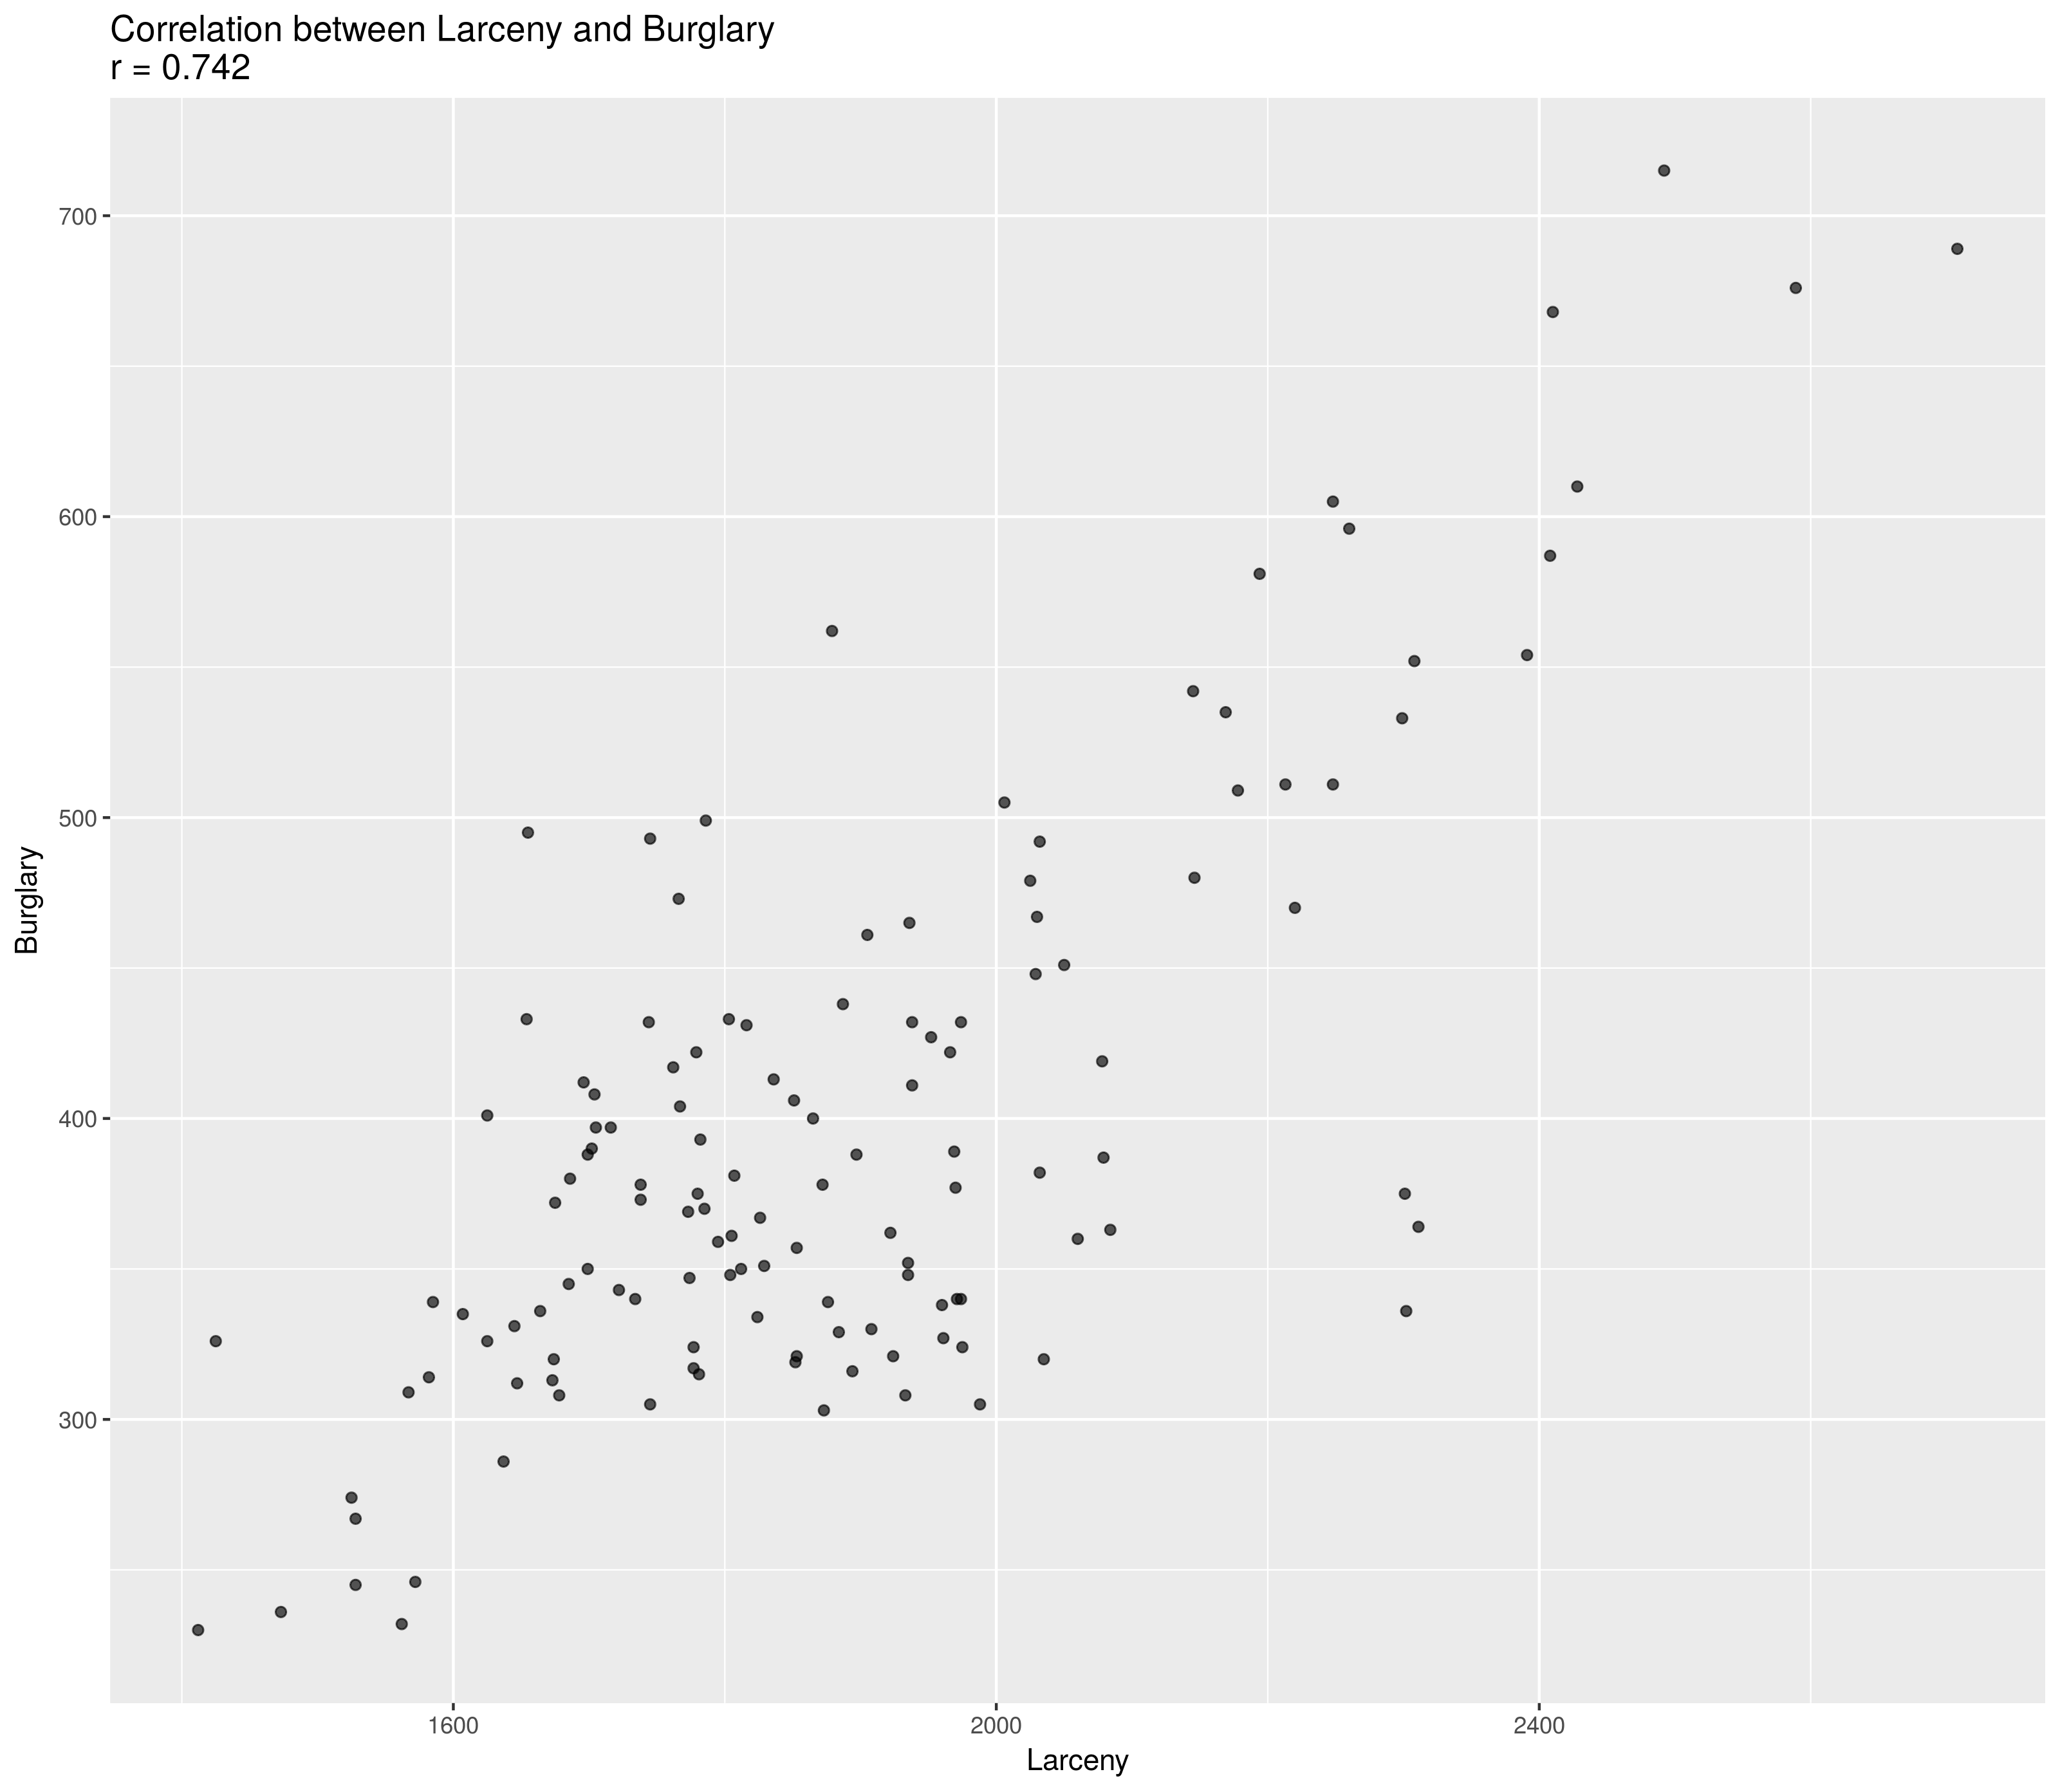 Correlation between Larceny and Burglary
r = 0.742
700
600
500
400
300
Burglary
1600
2000
2400
Larceny